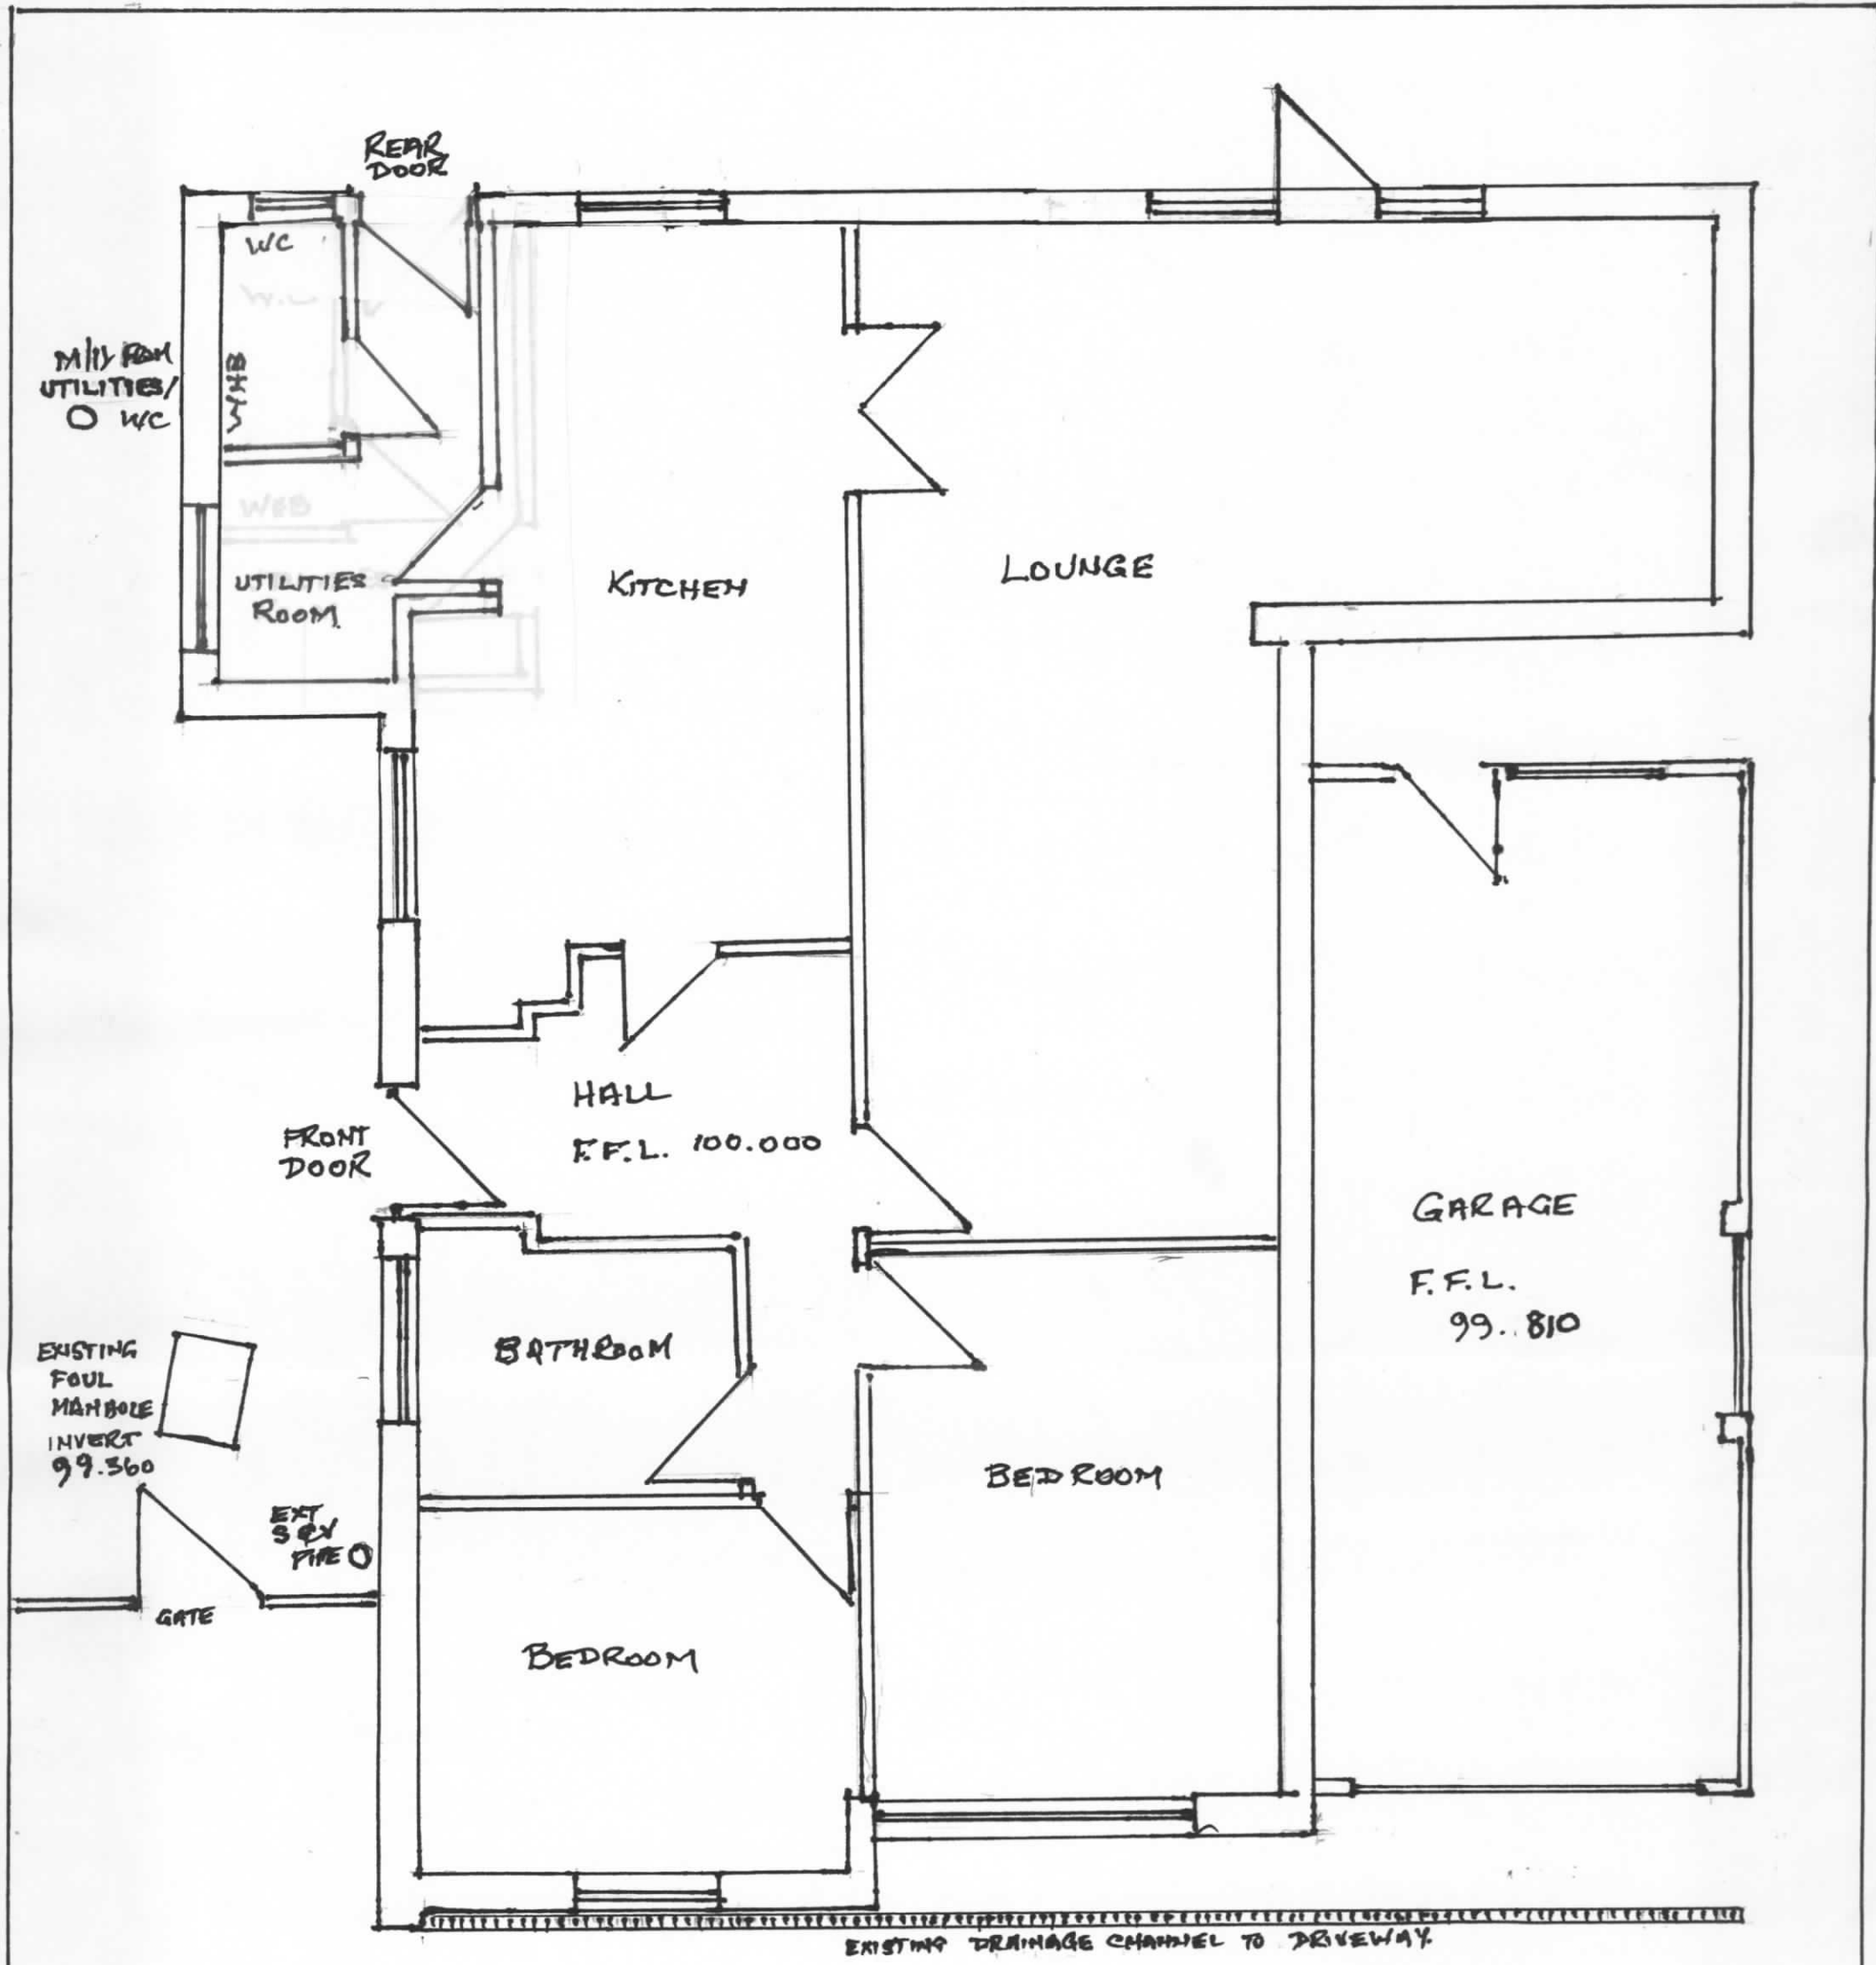 REAR
DOOR
WC
WHB
UTILITIES/
O WC
WEB
UTILITIES
ROOM
KITCHEN
LOUNGE
HALL
F.F.L. 100.000
FRONT
DOOR
GARAGE
F.F.L.
99.810
BATHROOM
EXISTING
FOUL
MANHOLE
INVERT
99.360
BEDROOM
EXT
S&V
PIPE O
GATE
BEDROOM
EXISTING DRAINAGE CHANNEL TO DRIVEWAY